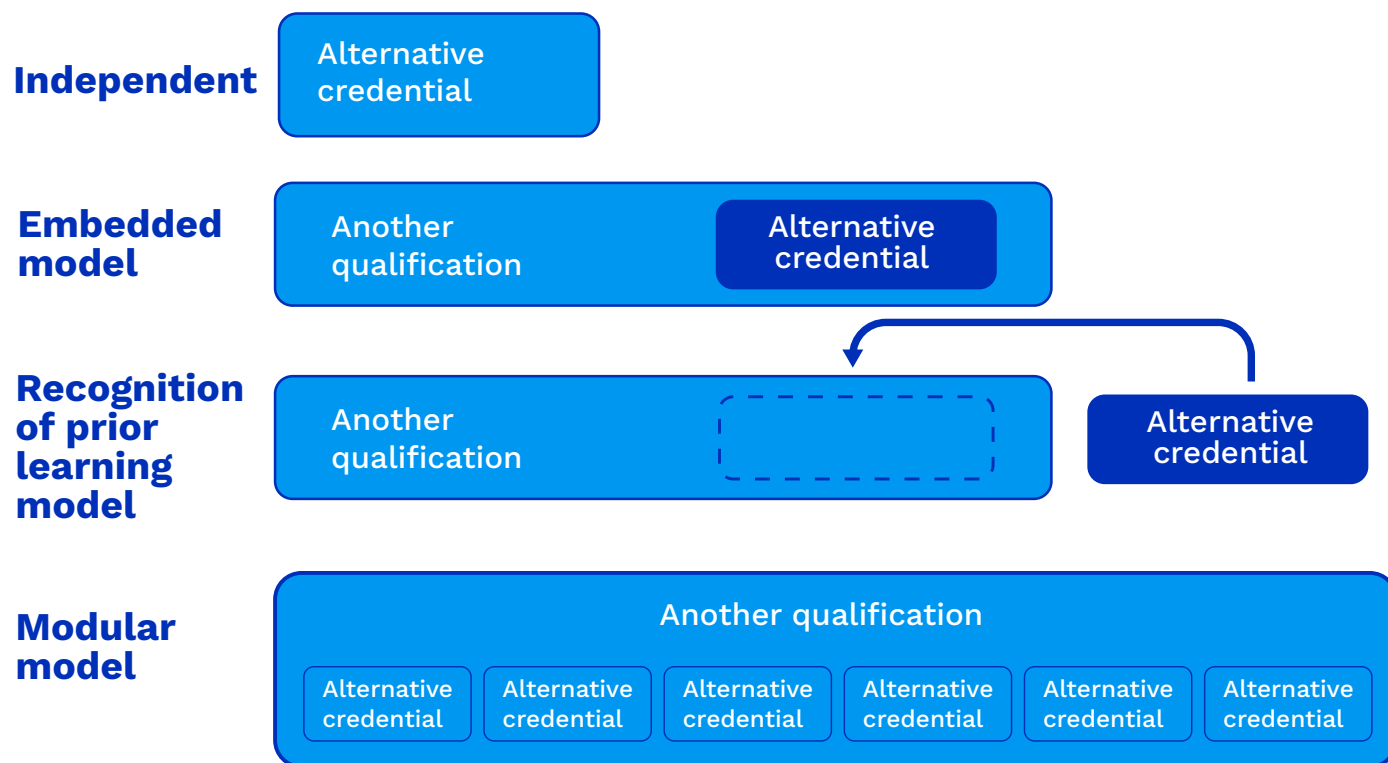 Independent
Alternative
credential
Embedded
model
Another
qualification
Alternative
credential
Recognition
of prior
learning
model
Another
qualification
Alternative
credential
Modular
model
Another qualification
Alternative
credential
Alternative
credential
Alternative
credential
Alternative
credential
Alternative
credential
Alternative
credential